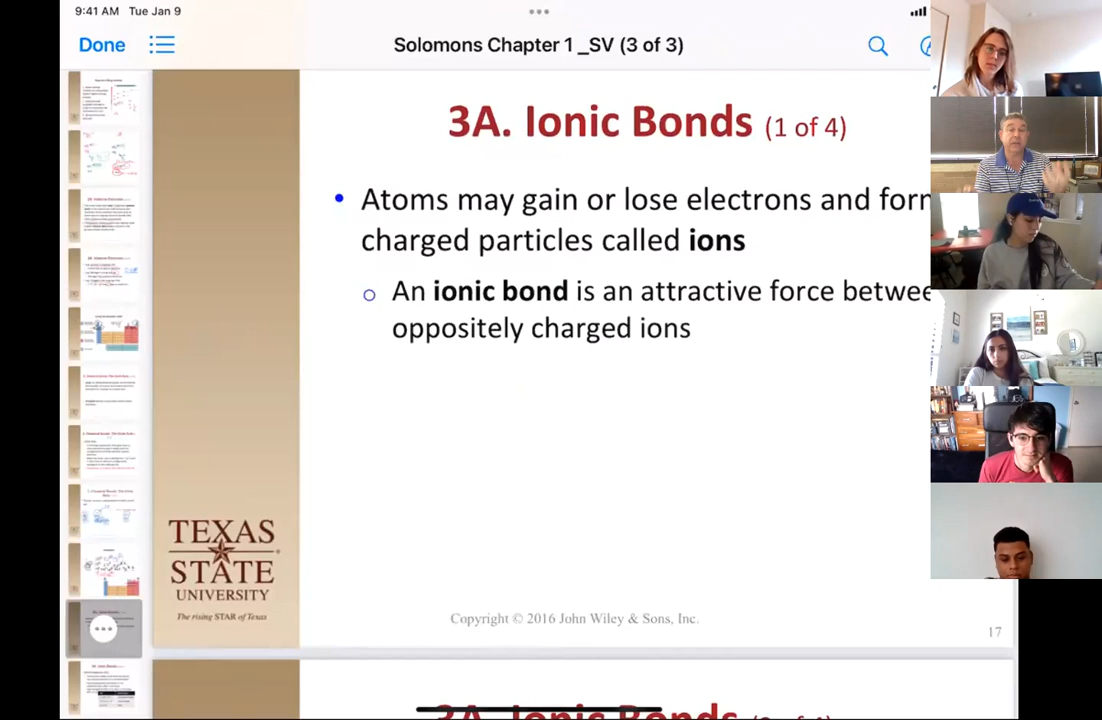 9:41 AM Tue Jan 9
Done
Solomons Chapter 1 _SV (3 of 3)
3A. Ionic Bonds (1 of 4)
Atoms may gain or lose electrons and form
charged particles called ions
An ionic bond is an attractive force between
oppositely charged ions
TEXAS
STATE
UNIVERSITY
The rising STAR of Texas
Copyright © 2016 John Wiley & Sons, Inc.
17
3A. Ionic Bonds